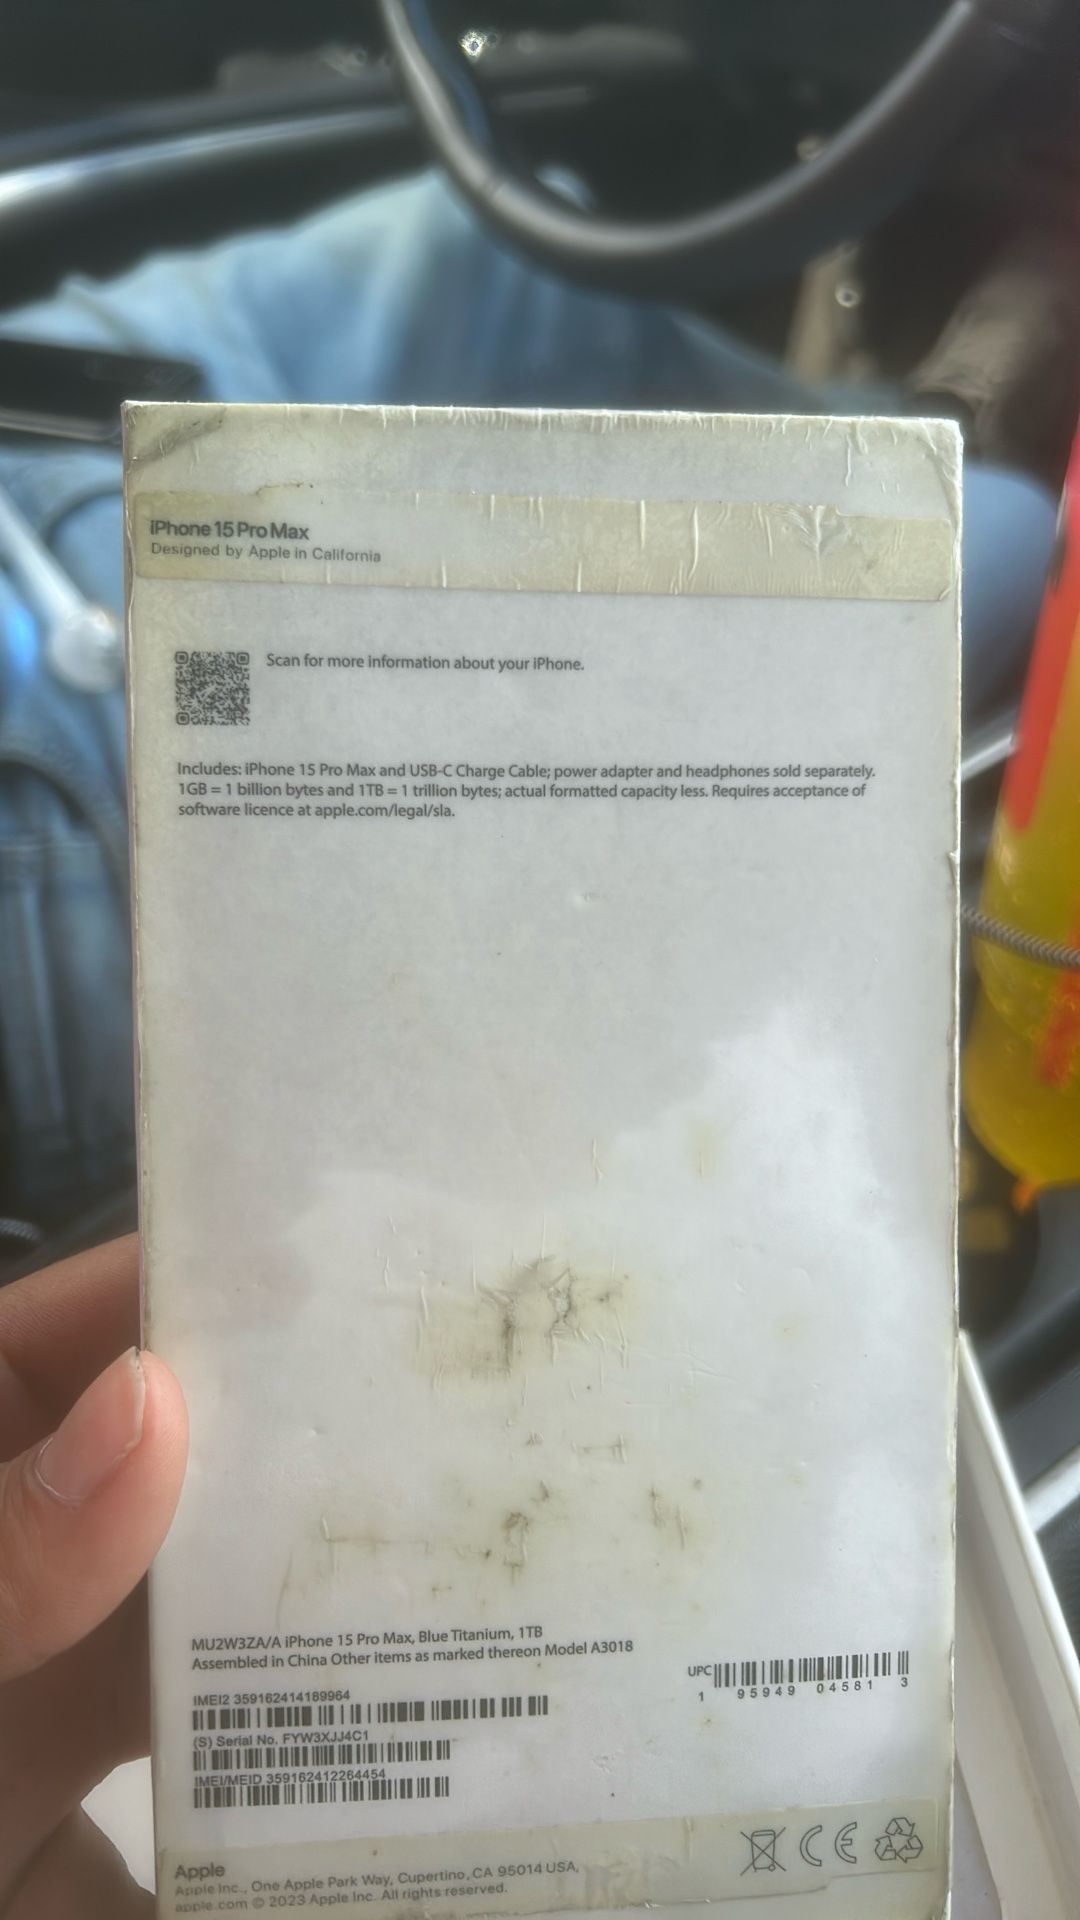 iPhone 15 Pro Max
Designed by Apple in California
Scan for more information about your iPhone.
Includes: iPhone 15 Pro Max and USB-C Charge Cable; power adapter and headphones sold separately.
1GB = 1 billion bytes and 1TB = 1 trillion bytes; actual formatted capacity less. Requires acceptance of
software licence at apple.com/legal/sla.
MU2W3ZA/A iPhone 15 Pro Max, Blue Titanium, 1TB
Assembled in China Other items as marked thereon Model A3018
UPC
1 95949 04581 3
IMEI2 359162414189964
(S) Serial No. FYW3XJJ4C1
IMEI/MEID 359162412264454
Apple
Apple Inc., One Apple Park Way, Cupertino, CA 95014 USA,
apple.com © 2023 Apple Inc. All rights reserved.
CE